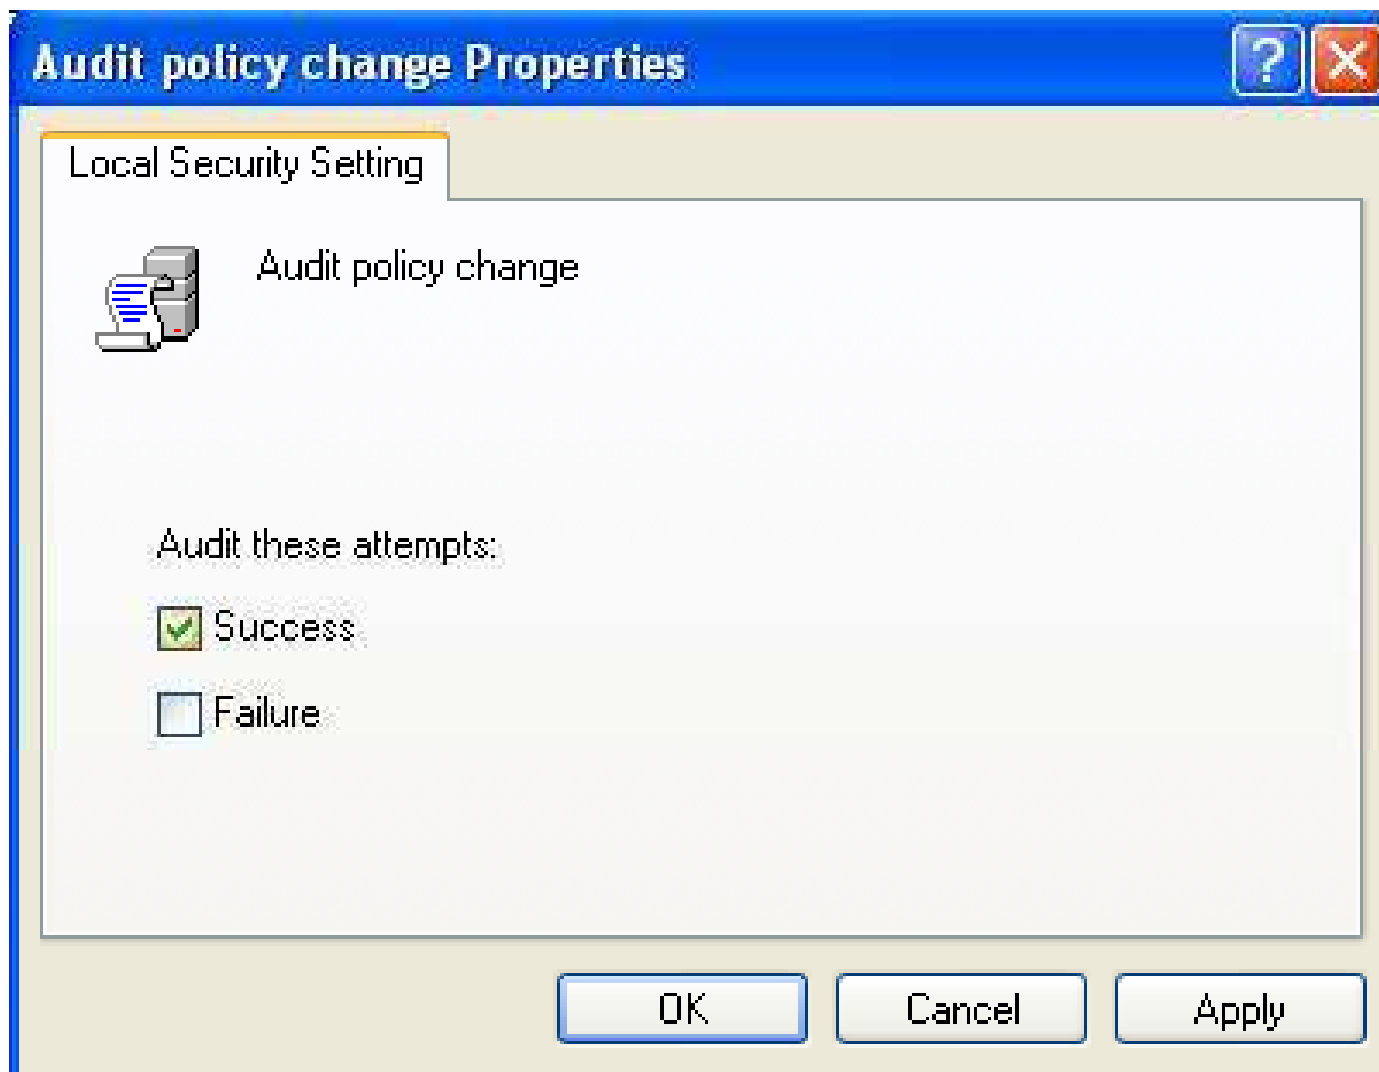 Audit policy change Properties
?
Local Security Setting
Audit policy change
Audit these attempts:
Success
Failure
OK
Cancel
Apply